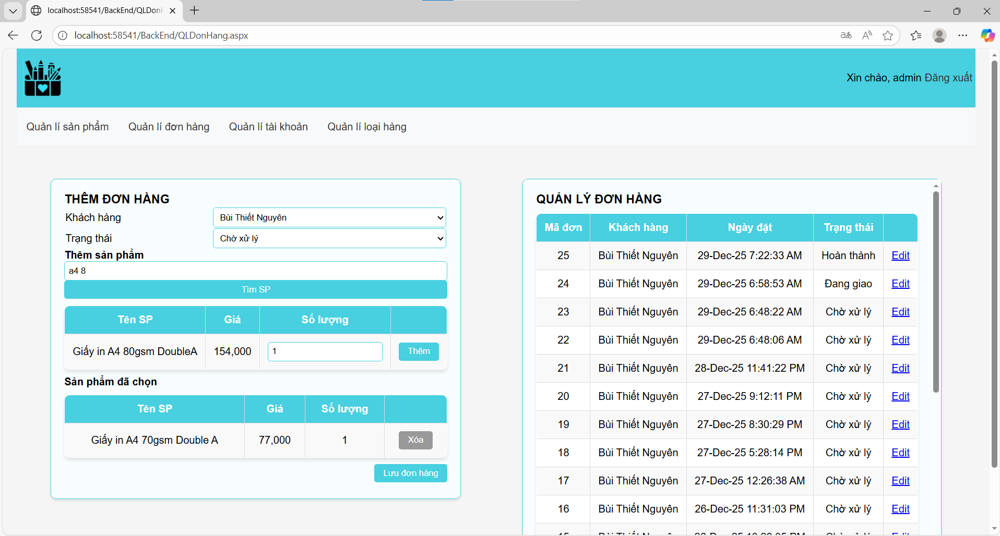 localhost:58541/BackEnd/QLDonH
localhost:58541/BackEnd/QLDonHang.aspx
Xin chào, admin Đăng xuất
Quản lí sản phẩm Quản lí đơn hàng Quản lí tài khoản Quản lí loại hàng
THÊM ĐƠN HÀNG
Khách hàng Bùi Thiết Nguyên
Trạng thái Chờ xử lý
Thêm sản phẩm
a4 8
Tìm SP
Tên SP Giá Số lượng
Giấy in A4 80gsm DoubleA 154,000 1 Thêm
Sản phẩm đã chọn
Tên SP Giá Số lượng
Giấy in A4 70gsm Double A 77,000 1 Xóa
Lưu đơn hàng
QUẢN LÝ ĐƠN HÀNG
Mã đơn Khách hàng Ngày đặt Trạng thái
25 Bùi Thiết Nguyên 29-Dec-25 7:22:33 AM Hoàn thành Edit
24 Bùi Thiết Nguyên 29-Dec-25 6:58:53 AM Đang giao Edit
23 Bùi Thiết Nguyên 29-Dec-25 6:48:22 AM Chờ xử lý Edit
22 Bùi Thiết Nguyên 29-Dec-25 6:48:06 AM Chờ xử lý Edit
21 Bùi Thiết Nguyên 28-Dec-25 11:41:22 PM Chờ xử lý Edit
20 Bùi Thiết Nguyên 27-Dec-25 9:12:11 PM Chờ xử lý Edit
19 Bùi Thiết Nguyên 27-Dec-25 8:30:29 PM Chờ xử lý Edit
18 Bùi Thiết Nguyên 27-Dec-25 5:28:14 PM Chờ xử lý Edit
17 Bùi Thiết Nguyên 27-Dec-25 12:26:38 AM Chờ xử lý Edit
16 Bùi Thiết Nguyên 26-Dec-25 11:31:03 PM Chờ xử lý Edit